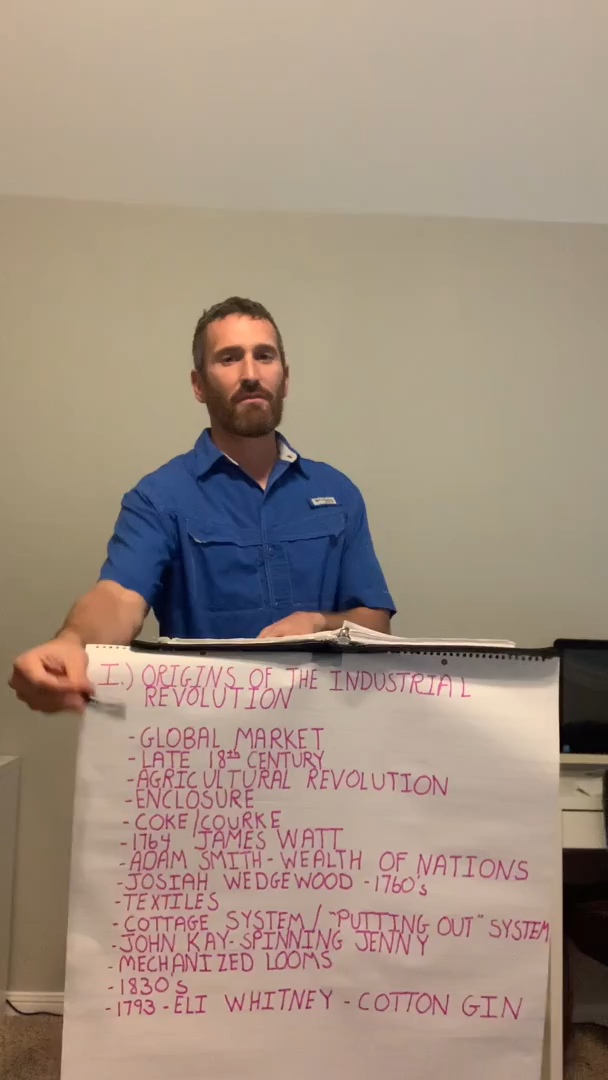 I.) ORIGINS OF THE INDUSTRIAL
REVOLUTION
- GLOBAL MARKET
- LATE 18th CENTURY
- AGRICULTURAL REVOLUTION
- ENCLOSURE
- COKE/COURKE
- 1764 JAMES WATT
- ADAM SMITH - WEALTH OF NATIONS
- JOSIAH WEDGEWOOD - 1760's
- TEXTILES
- COTTAGE SYSTEM / "PUTTING OUT" SYSTEM
- JOHN KAY - SPINNING JENNY
- MECHANIZED LOOMS
- 1830s
- 1793 - ELI WHITNEY - COTTON GIN